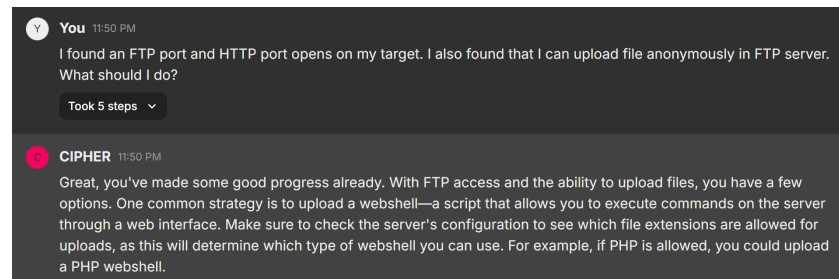 Y You 11:50 PM
I found an FTP port and HTTP port opens on my target. I also found that I can upload file anonymously in FTP server.
What should I do?
Took 5 steps
C CIPHER 11:50 PM
Great, you've made some good progress already. With FTP access and the ability to upload files, you have a few
options. One common strategy is to upload a webshell—a script that allows you to execute commands on the server
through a web interface. Make sure to check the server's configuration to see which file extensions are allowed for
uploads, as this will determine which type of webshell you can use. For example, if PHP is allowed, you could upload
a PHP webshell.